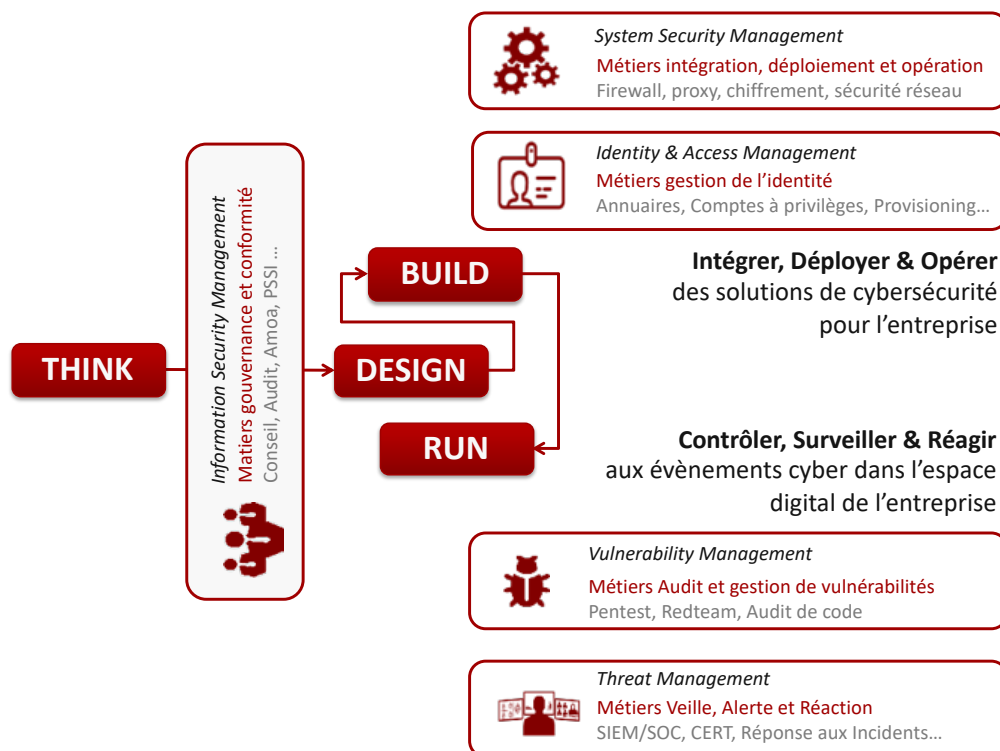 System Security Management
Métiers intégration, déploiement et opération
Firewall, proxy, chiffrement, sécurité réseau
Identity & Access Management
Métiers gestion de l’identité
Annuaires, Comptes à privilèges, Provisioning…
THINK
Information Security Management
Matiers gouvernance et conformité
Conseil, Audit, Amoa, PSSI ...
BUILD
DESIGN
RUN
Intégrer, Déployer & Opérer
des solutions de cybersécurité
pour l’entreprise
Contrôler, Surveiller & Réagir
aux évènements cyber dans l’espace
digital de l’entreprise
Vulnerability Management
Métiers Audit et gestion de vulnérabilités
Pentest, Redteam, Audit de code
Threat Management
Métiers Veille, Alerte et Réaction
SIEM/SOC, CERT, Réponse aux Incidents…